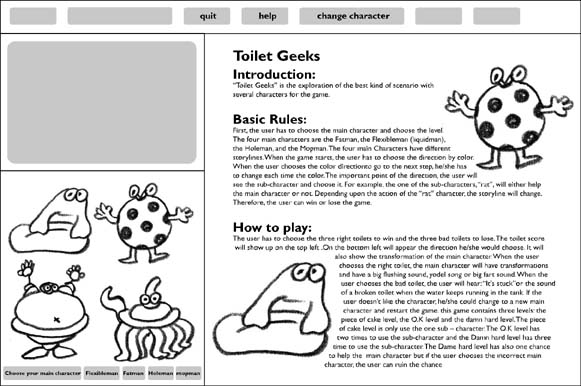 quit help change character
Toilet Geeks
Introduction:
"Toilet Geeks" is the exploration of the best kind of scenario with
several characters for the game.
Basic Rules:
First, the user has to choose the main character and choose the level.
The four main characters are the Fatman, the Flexibleman (liquidman),
the Holeman, and the Mopman. The four main Characters have different
storylines. When the game starts, the user has to choose the direction by color.
When the user chooses the color directionto go to the next step, he/she has
to change each time the color. The important point of the direction, the user will
see the sub-character and choose it. For example, the one of the sub-characters, "rat", will either help
the main character or not. Depending upon the action of the "rat" character, the storyline will change.
Therefore, the user can win or lose the game.
How to play:
The user has to choose the three right toilets to win and the three bad toilets to lose. The toilet score
will show up on the top left .On the bottom left will appear the direction he/she would choose. It will
also show the transformation of the main character. When the user
chooses the right toilet, the main character will have transformations
and have a big flushing sound, yodel song or big fart sound. When the user
chooses the bad toilet, the user will hear: "It's stuck"or the sound
of a broken toilet when the water keeps running in the tank. If the
user doesn't like the character, he/she could change to a new main
character and restart the game. this game contains three levels: the
piece of cake level, the O.K level and the damn hard level. The piece
of cake level is only use the one sub – character. The O.K level has
two times to use the sub-character and the Damn hard level has three
time to use the sub-character. The Dame hard level has also one chance
to help the main character but if the user chooses the incorrect main
character, the user can ruin the chance
Choose your main character Flexibleman Fatman Holeman mopman